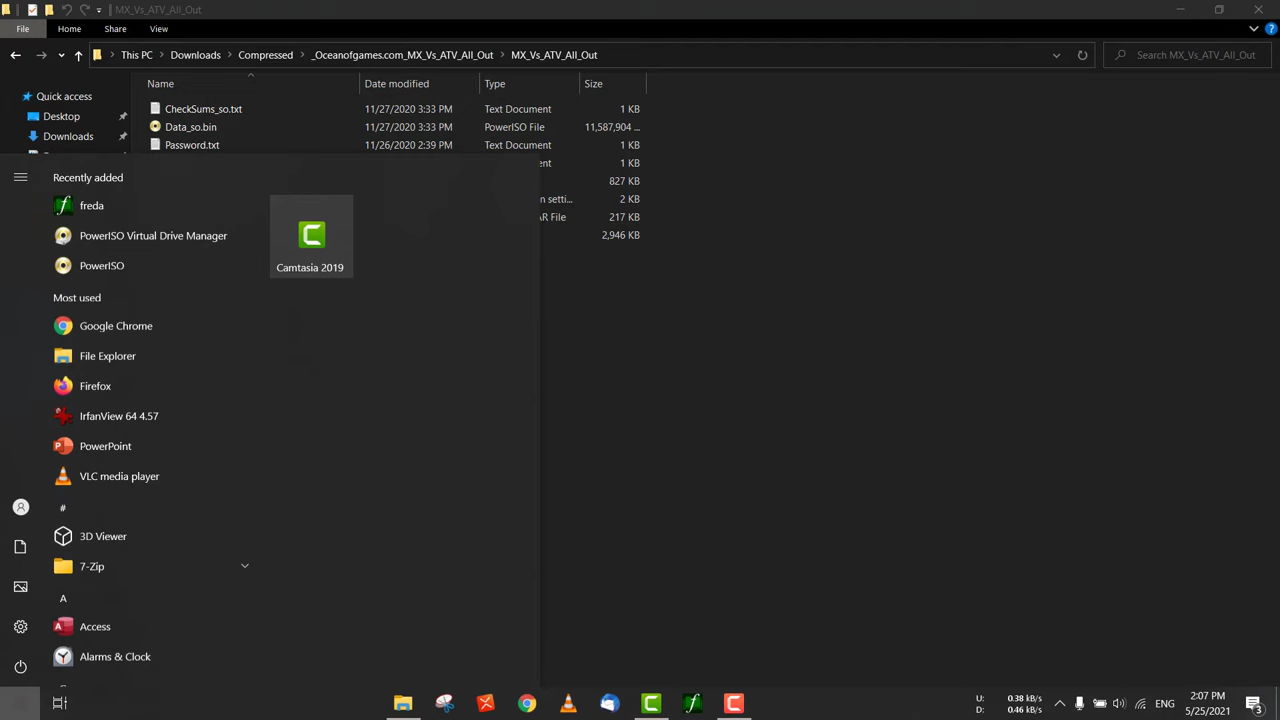 MX_Vs_ATV_All_Out
File Home Share View
This PC Downloads Compressed _Oceanofgames.com_MX_Vs_ATV_All_Out MX_Vs_ATV_All_Out Search MX_Vs_ATV_All_Out
Name Date modified Type Size
Quick access
Desktop
Downloads
CheckSums_so.txt 11/27/2020 3:33 PM Text Document 1 KB
Data_so.bin 11/27/2020 3:33 PM PowerISO File 11,587,904 ...
Password.txt 11/26/2020 2:39 PM Text Document 1 KB
1 KB
827 KB
2 KB
217 KB
2,946 KB
Recently added
freda
PowerISO Virtual Drive Manager
PowerISO
Most used
Google Chrome
File Explorer
Firefox
IrfanView 64 4.57
PowerPoint
VLC media player
#
3D Viewer
7-Zip
A
Access
Alarms & Clock
Camtasia 2019
U: 0.38 kB/s
D: 0.46 kB/s
ENG
2:07 PM
5/25/2021
3